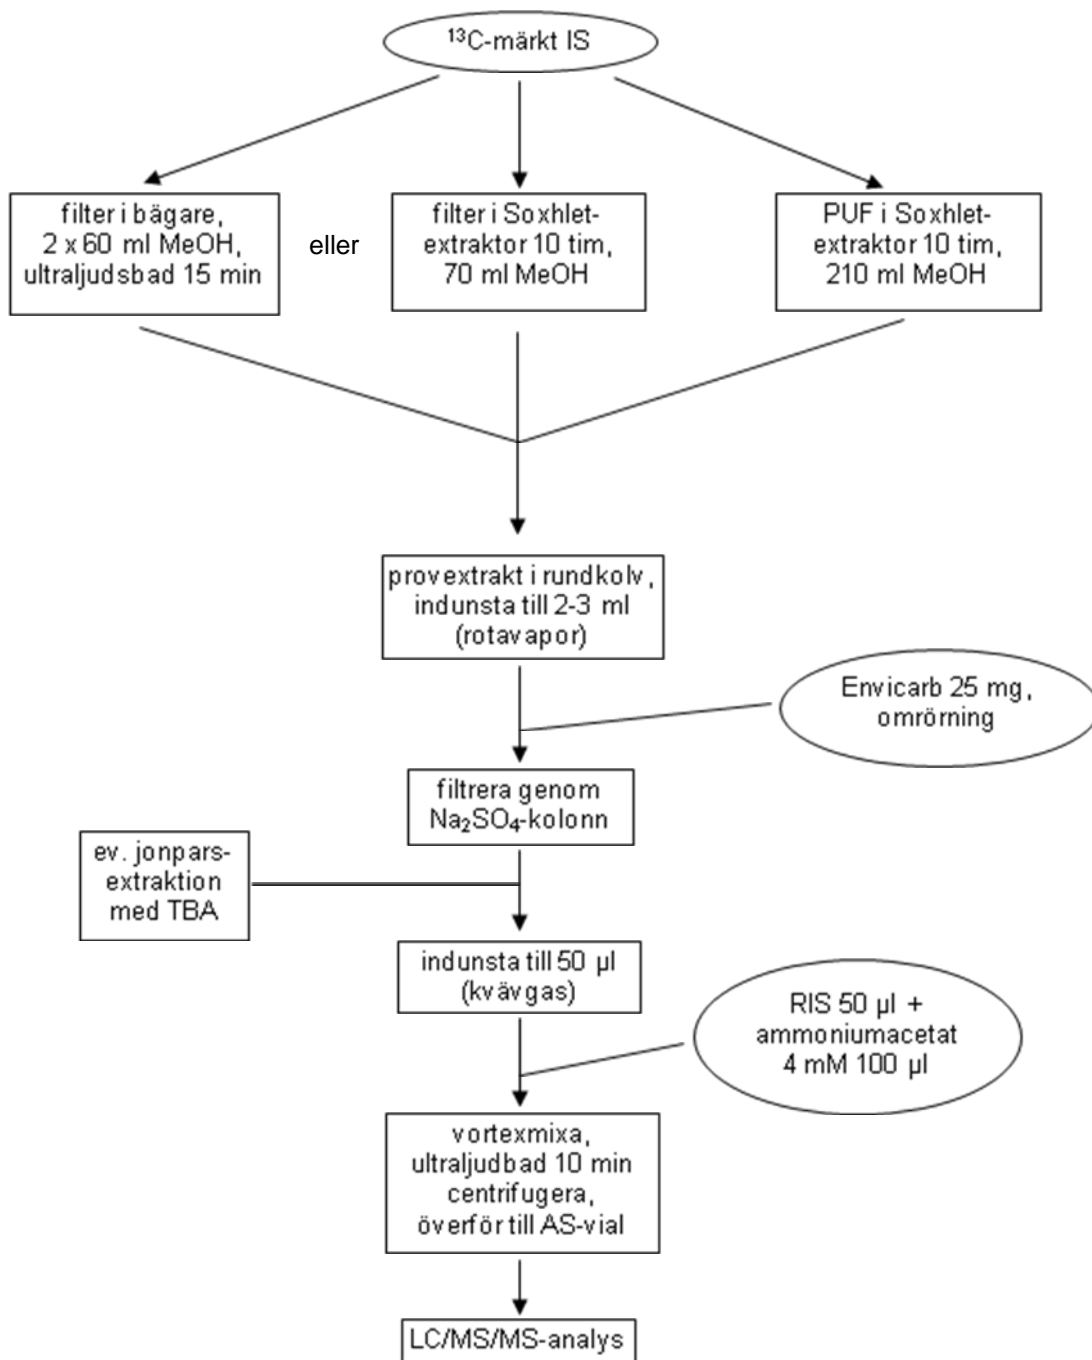 ¹³C-märkt IS
filter i bägare,
2 x 60 ml MeOH,
ultraljudsbad 15 min
eller
filter i Soxhlet-
extraktor 10 tim,
70 ml MeOH
PUF i Soxhlet-
extraktor 10 tim,
210 ml MeOH
provextrakt i rundkolv,
indunsta till 2-3 ml
(rotavapor)
Envicarb 25 mg,
omrörning
filtrera genom
Na₂SO₄-kolonn
ev. jonpars-
extraktion
med TBA
indunsta till 50 µl
(kvävgas)
RIS 50 µl +
ammoniumacetat
4 mM 100 µl
vortexmixa,
ultraljudbad 10 min
centrifugera,
överför till AS-vial
LC/MS/MS-analys